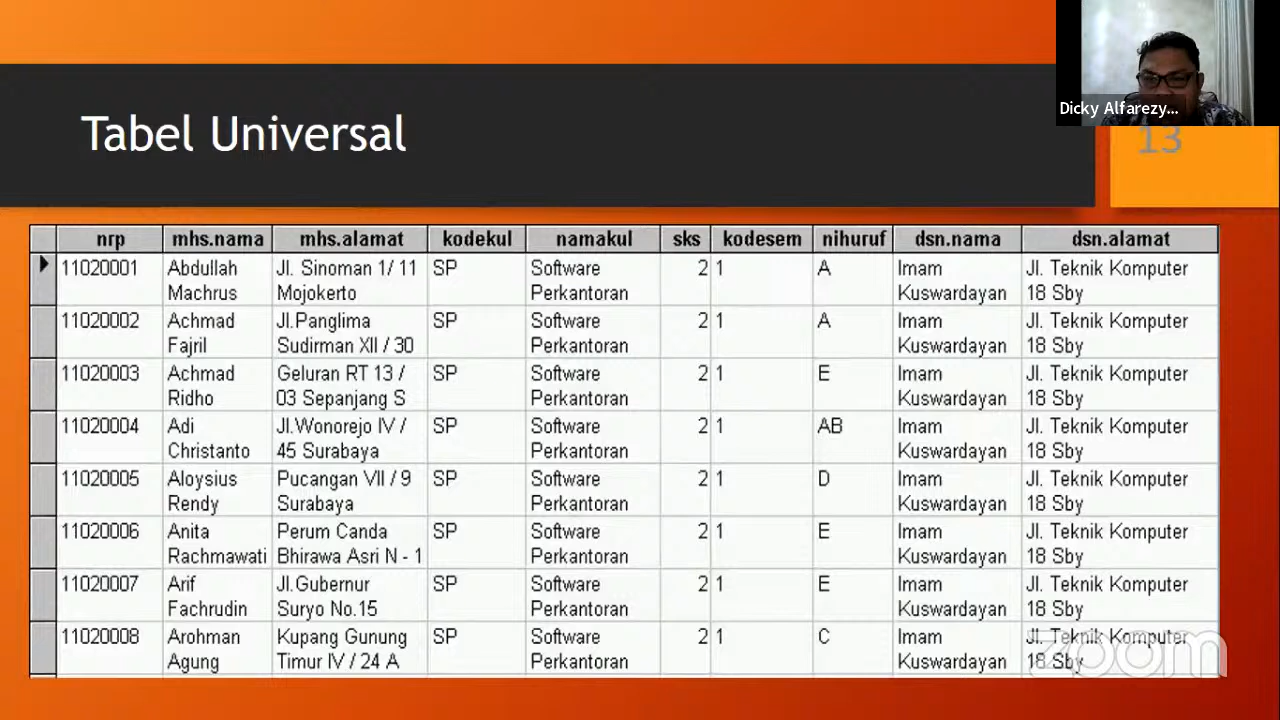 Dicky Alfarezy...
Tabel Universal
13
nrp mhs.nama mhs.alamat kodekul namakul sks kodesem nihuruf dsn.nama dsn.alamat
11020001 Abdullah Jl. Sinoman 1/ 11 SP Software 2 1 A Imam Jl. Teknik Komputer
Machrus Mojokerto Perkantoran Kuswardayan 18 Sby
11020002 Achmad Jl.Panglima SP Software 2 1 A Imam Jl. Teknik Komputer
Fajril Sudirman XII / 30 Perkantoran Kuswardayan 18 Sby
11020003 Achmad Geluran RT 13 / SP Software 2 1 E Imam Jl. Teknik Komputer
Ridho 03 Sepanjang S Perkantoran Kuswardayan 18 Sby
11020004 Adi Jl.Wonorejo IV / SP Software 2 1 AB Imam Jl. Teknik Komputer
Christanto 45 Surabaya Perkantoran Kuswardayan 18 Sby
11020005 Aloysius Pucangan VII / 9 SP Software 2 1 D Imam Jl. Teknik Komputer
Rendy Surabaya Perkantoran Kuswardayan 18 Sby
11020006 Anita Perum Canda SP Software 2 1 E Imam Jl. Teknik Komputer
Rachmawati Bhirawa Asri N - 1 Perkantoran Kuswardayan 18 Sby
11020007 Arif Jl.Gubernur SP Software 2 1 E Imam Jl. Teknik Komputer
Fachrudin Suryo No.15 Perkantoran Kuswardayan 18 Sby
11020008 Arohman Kupang Gunung SP Software 2 1 C Imam Jl. Teknik Komputer
Agung Timur IV / 24 A Perkantoran Kuswardayan 18 Sby
zoom